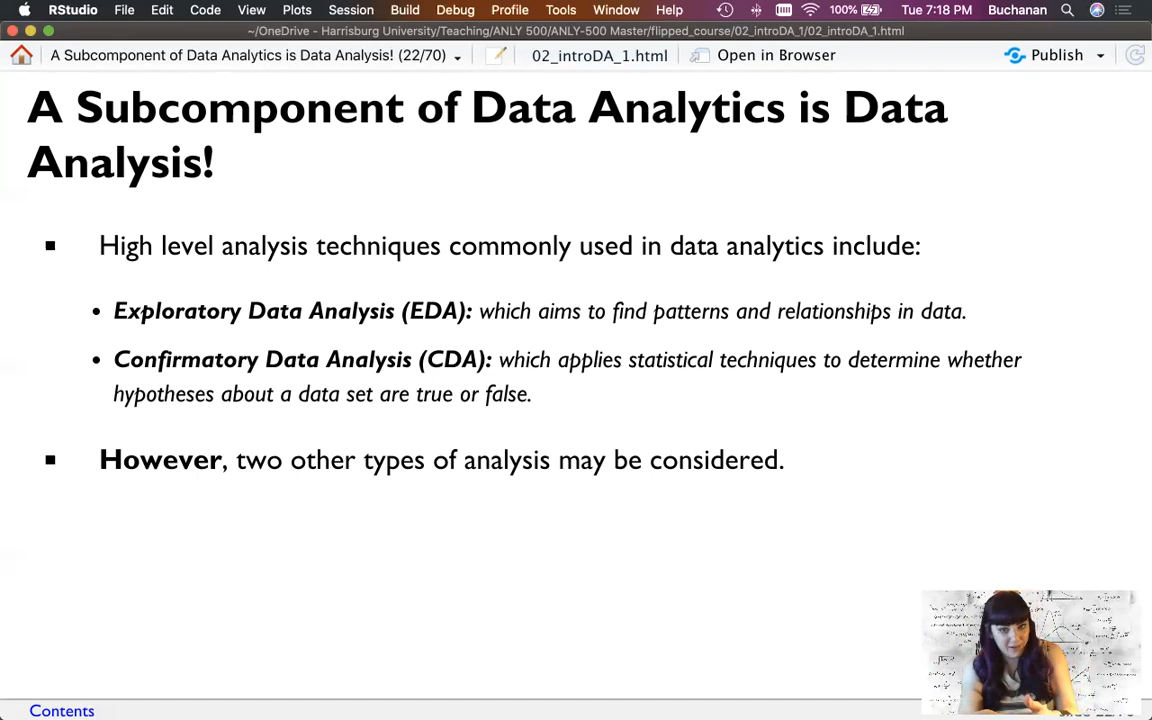 RStudio File Edit Code View Plots Session Build Debug Profile Tools Window Help 100% Tue 7:18 PM Buchanan
~/OneDrive - Harrisburg University/Teaching/ANLY 500/ANLY-500 Master/flipped_course/02_introDA_1/02_introDA_1.html
A Subcomponent of Data Analytics is Data Analysis! (22/70) 02_introDA_1.html Open in Browser Publish
A Subcomponent of Data Analytics is Data
Analysis!
▪ High level analysis techniques commonly used in data analytics include:
• Exploratory Data Analysis (EDA): which aims to find patterns and relationships in data.
• Confirmatory Data Analysis (CDA): which applies statistical techniques to determine whether
hypotheses about a data set are true or false.
▪ However, two other types of analysis may be considered.
Contents